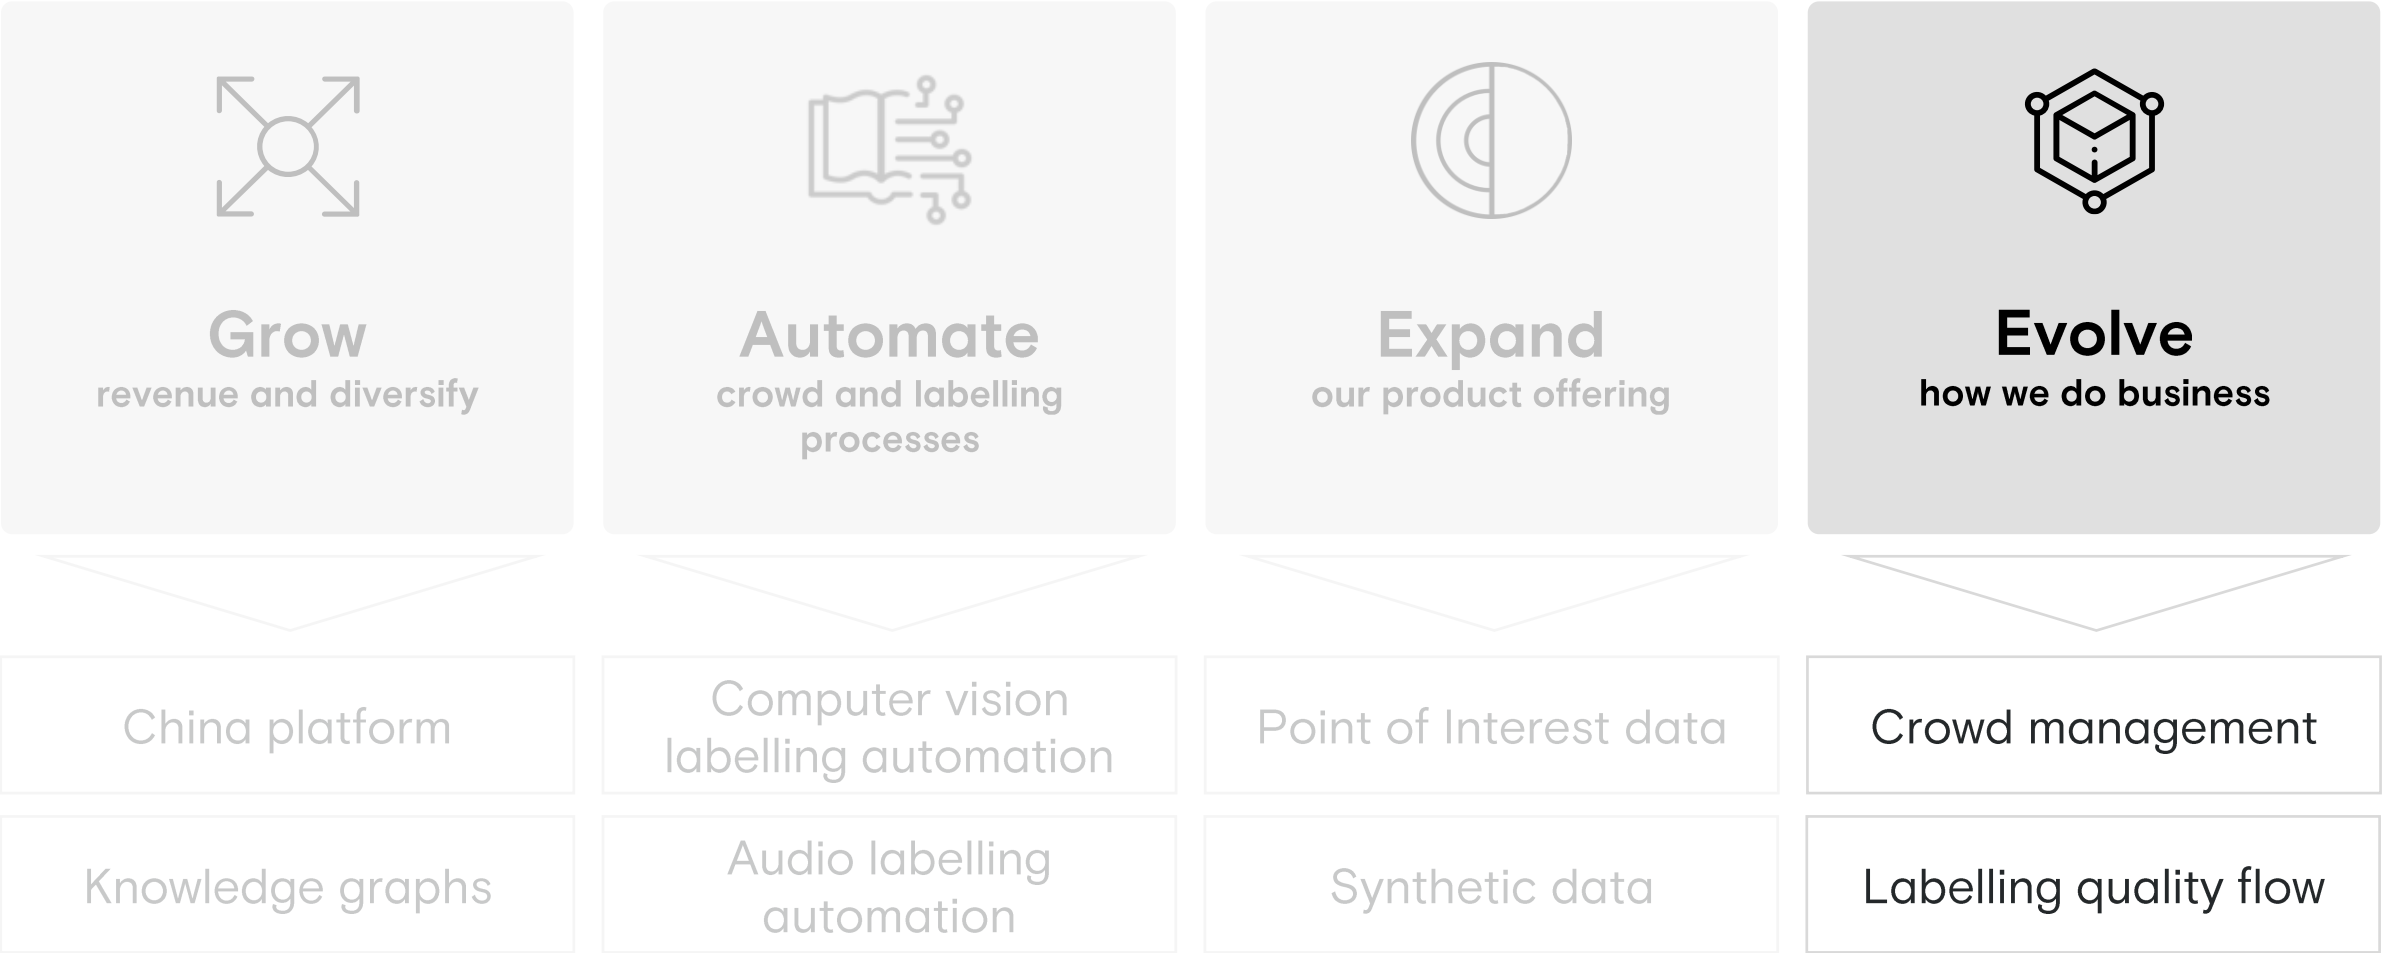 Grow
revenue and diversify
Automate
crowd and labelling
processes
Expand
our product offering
Evolve
how we do business
China platform
Computer vision
labelling automation
Point of Interest data
Crowd management
Knowledge graphs
Audio labelling
automation
Synthetic data
Labelling quality flow